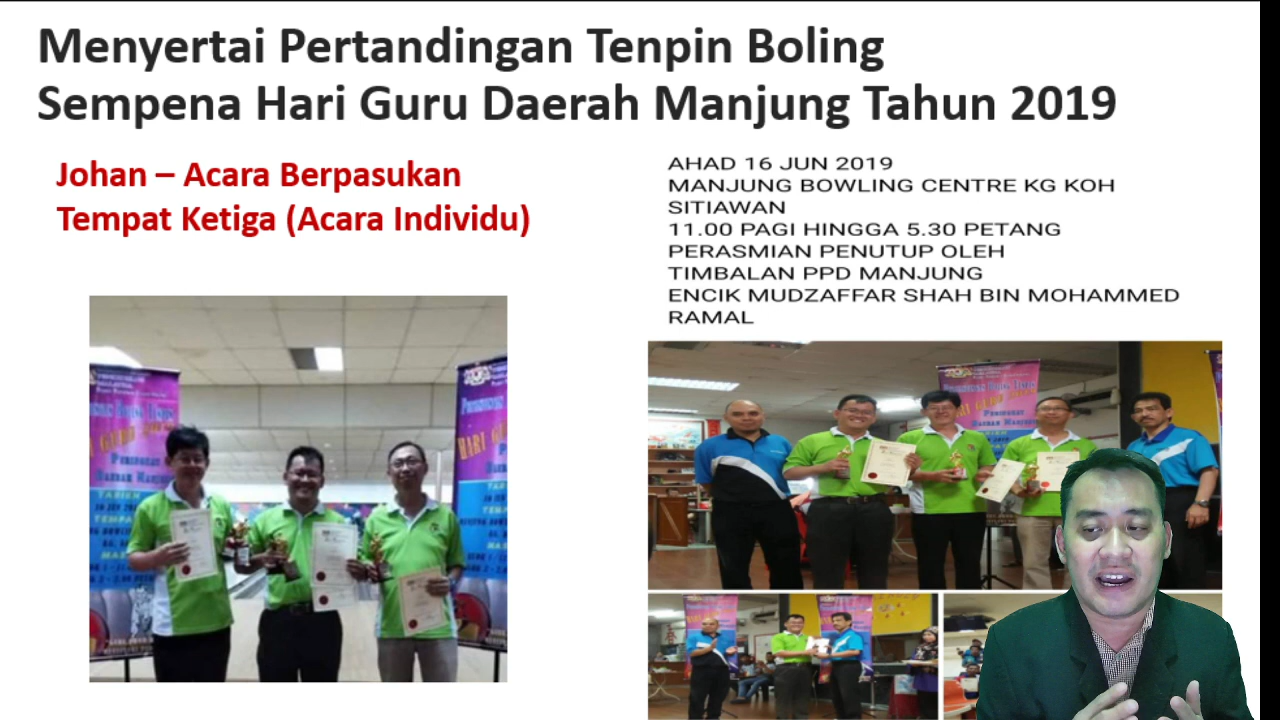 Menyertai Pertandingan Tenpin Boling
Sempena Hari Guru Daerah Manjung Tahun 2019
Johan – Acara Berpasukan
Tempat Ketiga (Acara Individu)
AHAD 16 JUN 2019
MANJUNG BOWLING CENTRE KG KOH
SITIAWAN
11.00 PAGI HINGGA 5.30 PETANG
PERASMIAN PENUTUP OLEH
TIMBALAN PPD MANJUNG
ENCIK MUDZAFFAR SHAH BIN MOHAMMED
RAMAL